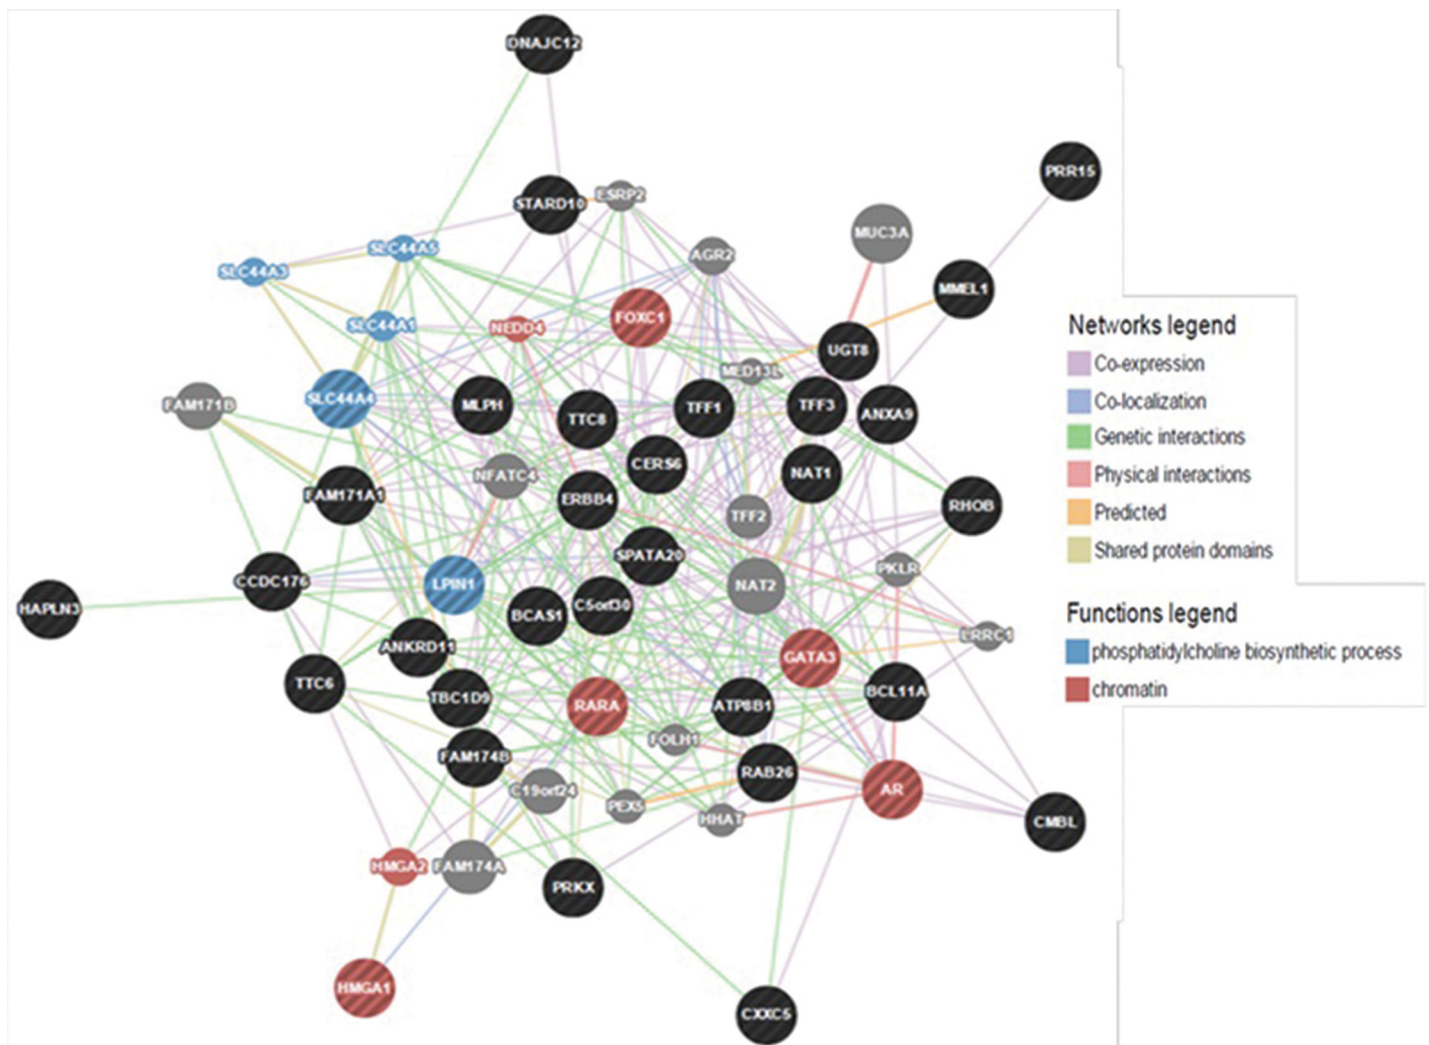 DNAJC12
PRR15
STARD10
ESRP2
MUC3A
SLC44A5
AGR2
SLC44A3
MMEL1
SLC44A1
NEDD4
FOXC1
UGT8
MED13L
SLC44A4
FAM171B
MLPH
TTC8
TFF1
TFF3
ANXA9
CERS6
NFATC4
NAT1
FAM171A1
ERBB4
RHOB
TFF2
SPATA20
PKLR
CCDC176
LPIN1
NAT2
HAPLN3
BCAS1
C5orf30
LRRC1
ANKRD11
GATA3
TTC6
TBC1D9
RARA
ATP8B1
BCL11A
FOLH1
FAM174B
RAB26
C19orf24
PEX5
AR
HHAT
CMBL
HMGA2
FAM174A
PRKX
HMGA1
CXXC5
Networks legend
Co-expression
Co-localization
Genetic interactions
Physical interactions
Predicted
Shared protein domains
Functions legend
phosphatidylcholine biosynthetic process
chromatin